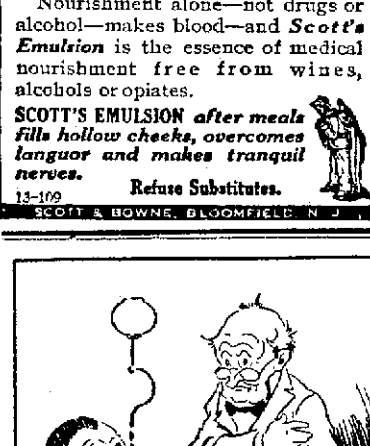 Nourishment alone—not drugs or
alcohol—makes blood—and Scott's
Emulsion is the essence of medical
nourishment free from wines,
alcohols or opiates.
SCOTT'S EMULSION after meals
fills hollow cheeks, overcomes
languor and makes tranquil
nerves.
13-109 Refuse Substitutes.
SCOTT & BOWNE, BLOOMFIELD, N. J.